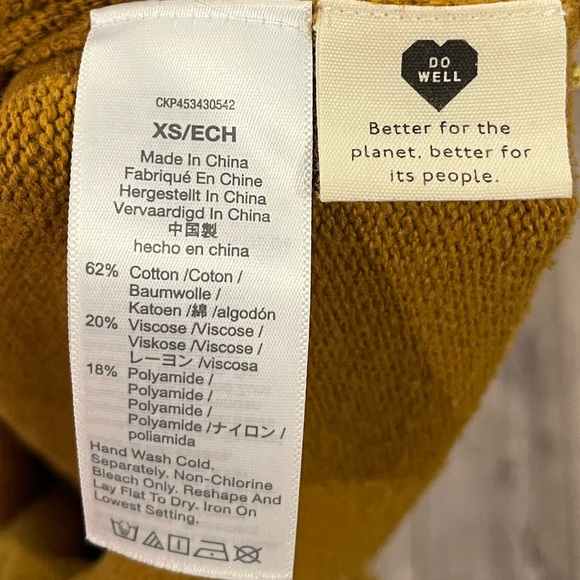 CKP453430542
XS/ECH
Made In China
Fabriqué En Chine
Hergestellt In China
Vervaardigd In China
中国製
hecho en china
62% Cotton /Coton /
Baumwolle /
Katoen /綿 /algodón
20% Viscose /Viscose /
Viskose /Viscose /
レーヨン /viscosa
18% Polyamide /
Polyamide /
Polyamide /
Polyamide /ナイロン /
poliamida
Hand Wash Cold.
Separately. Non-Chlorine
Bleach Only. Reshape And
Lay Flat To Dry. Iron On
Lowest Setting.
DO
WELL
Better for the
planet, better for
its people.